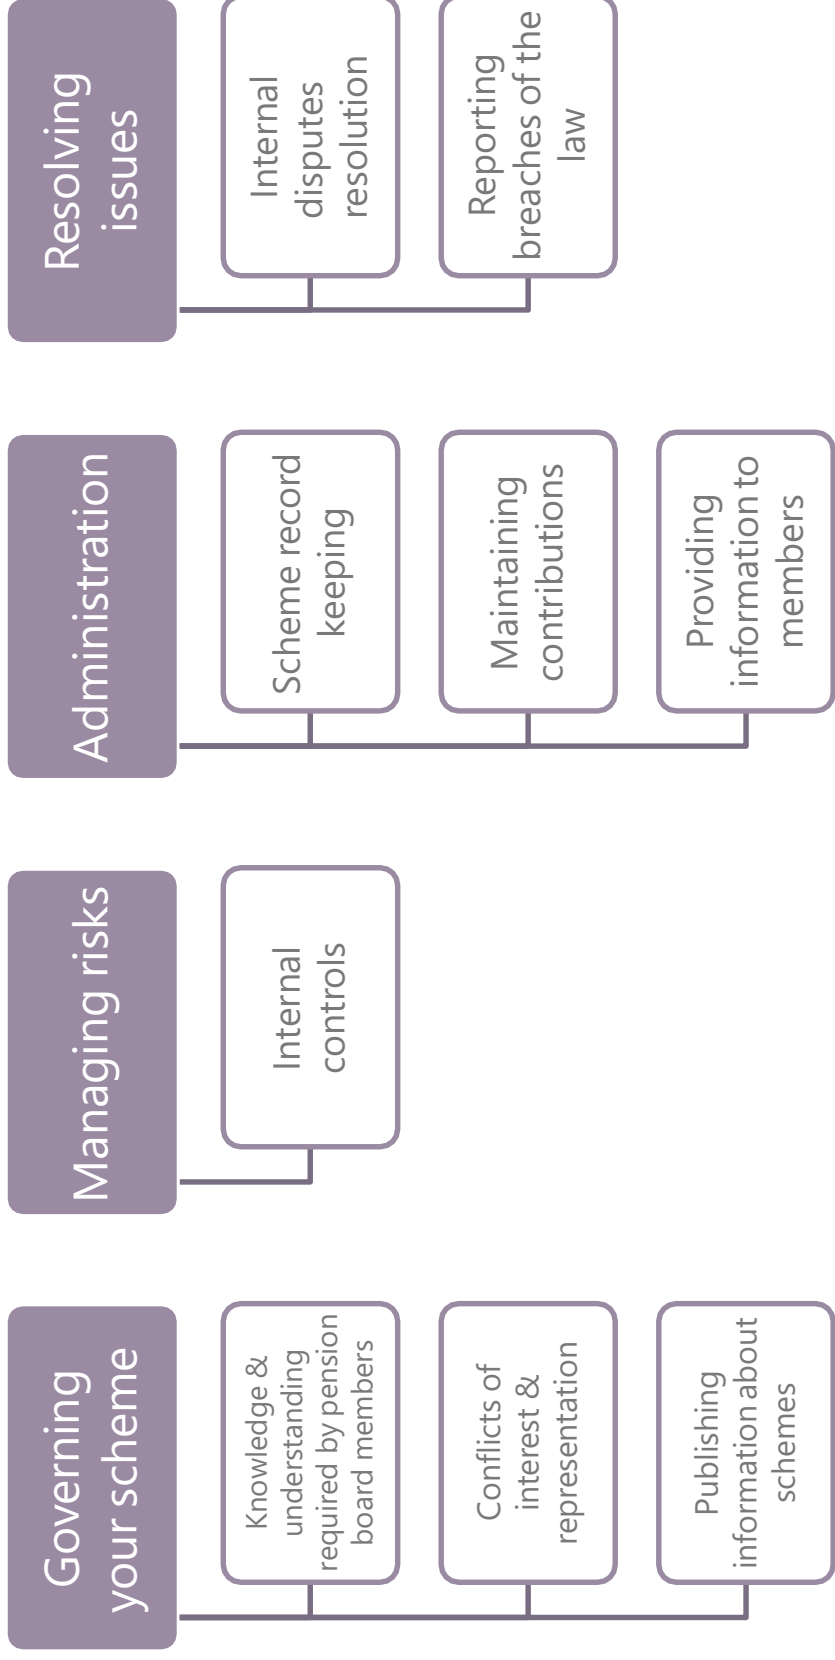 Governing
your scheme
Knowledge &
understanding
required by pension
board members
Conflicts of
interest &
representation
Publishing
information about
schemes
Managing risks
Internal
controls
Administration
Scheme record
keeping
Maintaining
contributions
Providing
information to
members
Resolving
issues
Internal
disputes
resolution
Reporting
breaches of the
law